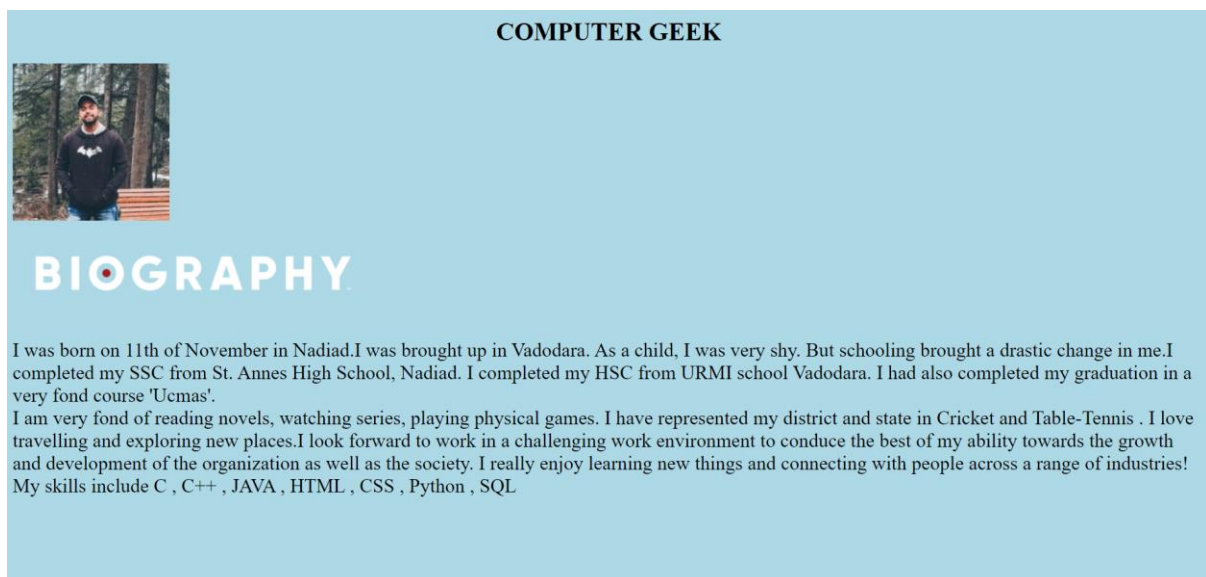 COMPUTER GEEK
BIOGRAPHY
I was born on 11th of November in Nadiad.I was brought up in Vadodara. As a child, I was very shy. But schooling brought a drastic change in me.I
completed my SSC from St. Annes High School, Nadiad. I completed my HSC from URMI school Vadodara. I had also completed my graduation in a
very fond course 'Ucmas'.
I am very fond of reading novels, watching series, playing physical games. I have represented my district and state in Cricket and Table-Tennis . I love
travelling and exploring new places.I look forward to work in a challenging work environment to conduce the best of my ability towards the growth
and development of the organization as well as the society. I really enjoy learning new things and connecting with people across a range of industries!
My skills include C , C++ , JAVA , HTML , CSS , Python , SQL